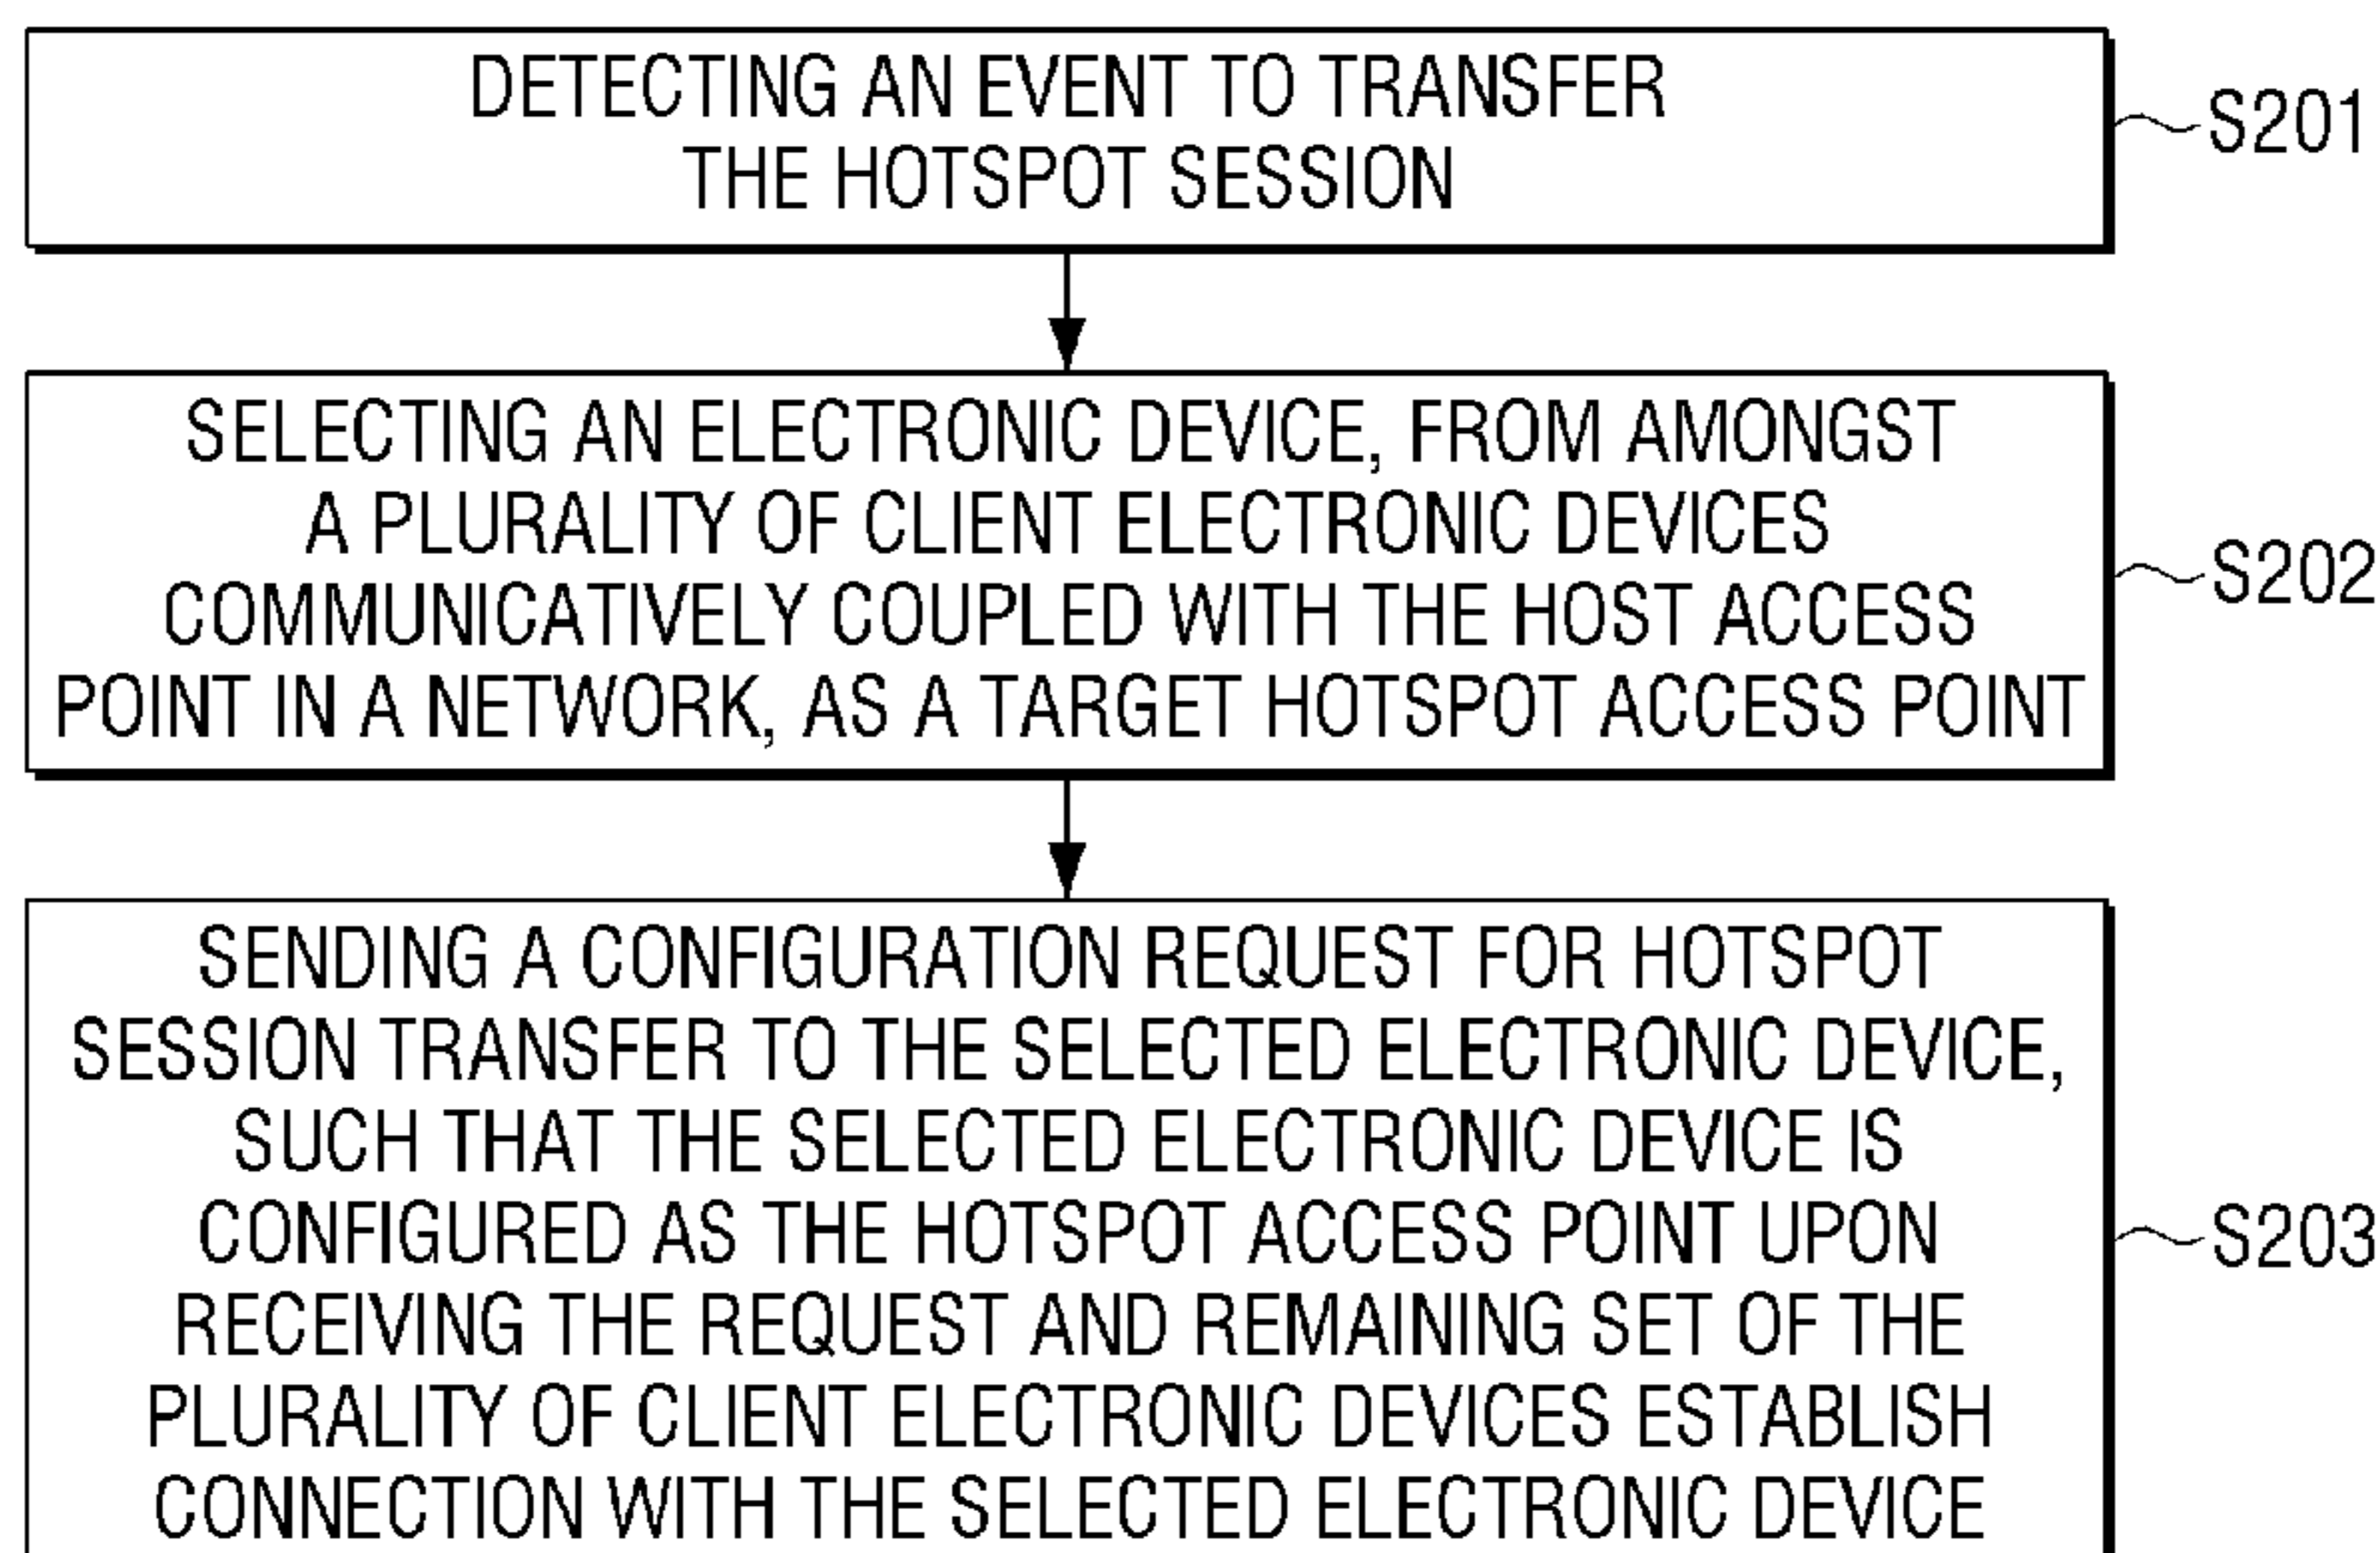 DETECTING AN EVENT TO TRANSFER
THE HOTSPOT SESSION
S201
SELECTING AN ELECTRONIC DEVICE, FROM AMONGST
A PLURALITY OF CLIENT ELECTRONIC DEVICES
COMMUNICATIVELY COUPLED WITH THE HOST ACCESS
POINT IN A NETWORK, AS A TARGET HOTSPOT ACCESS POINT
S202
SENDING A CONFIGURATION REQUEST FOR HOTSPOT
SESSION TRANSFER TO THE SELECTED ELECTRONIC DEVICE,
SUCH THAT THE SELECTED ELECTRONIC DEVICE IS
CONFIGURED AS THE HOTSPOT ACCESS POINT UPON
RECEIVING THE REQUEST AND REMAINING SET OF THE
PLURALITY OF CLIENT ELECTRONIC DEVICES ESTABLISH
CONNECTION WITH THE SELECTED ELECTRONIC DEVICE
S203